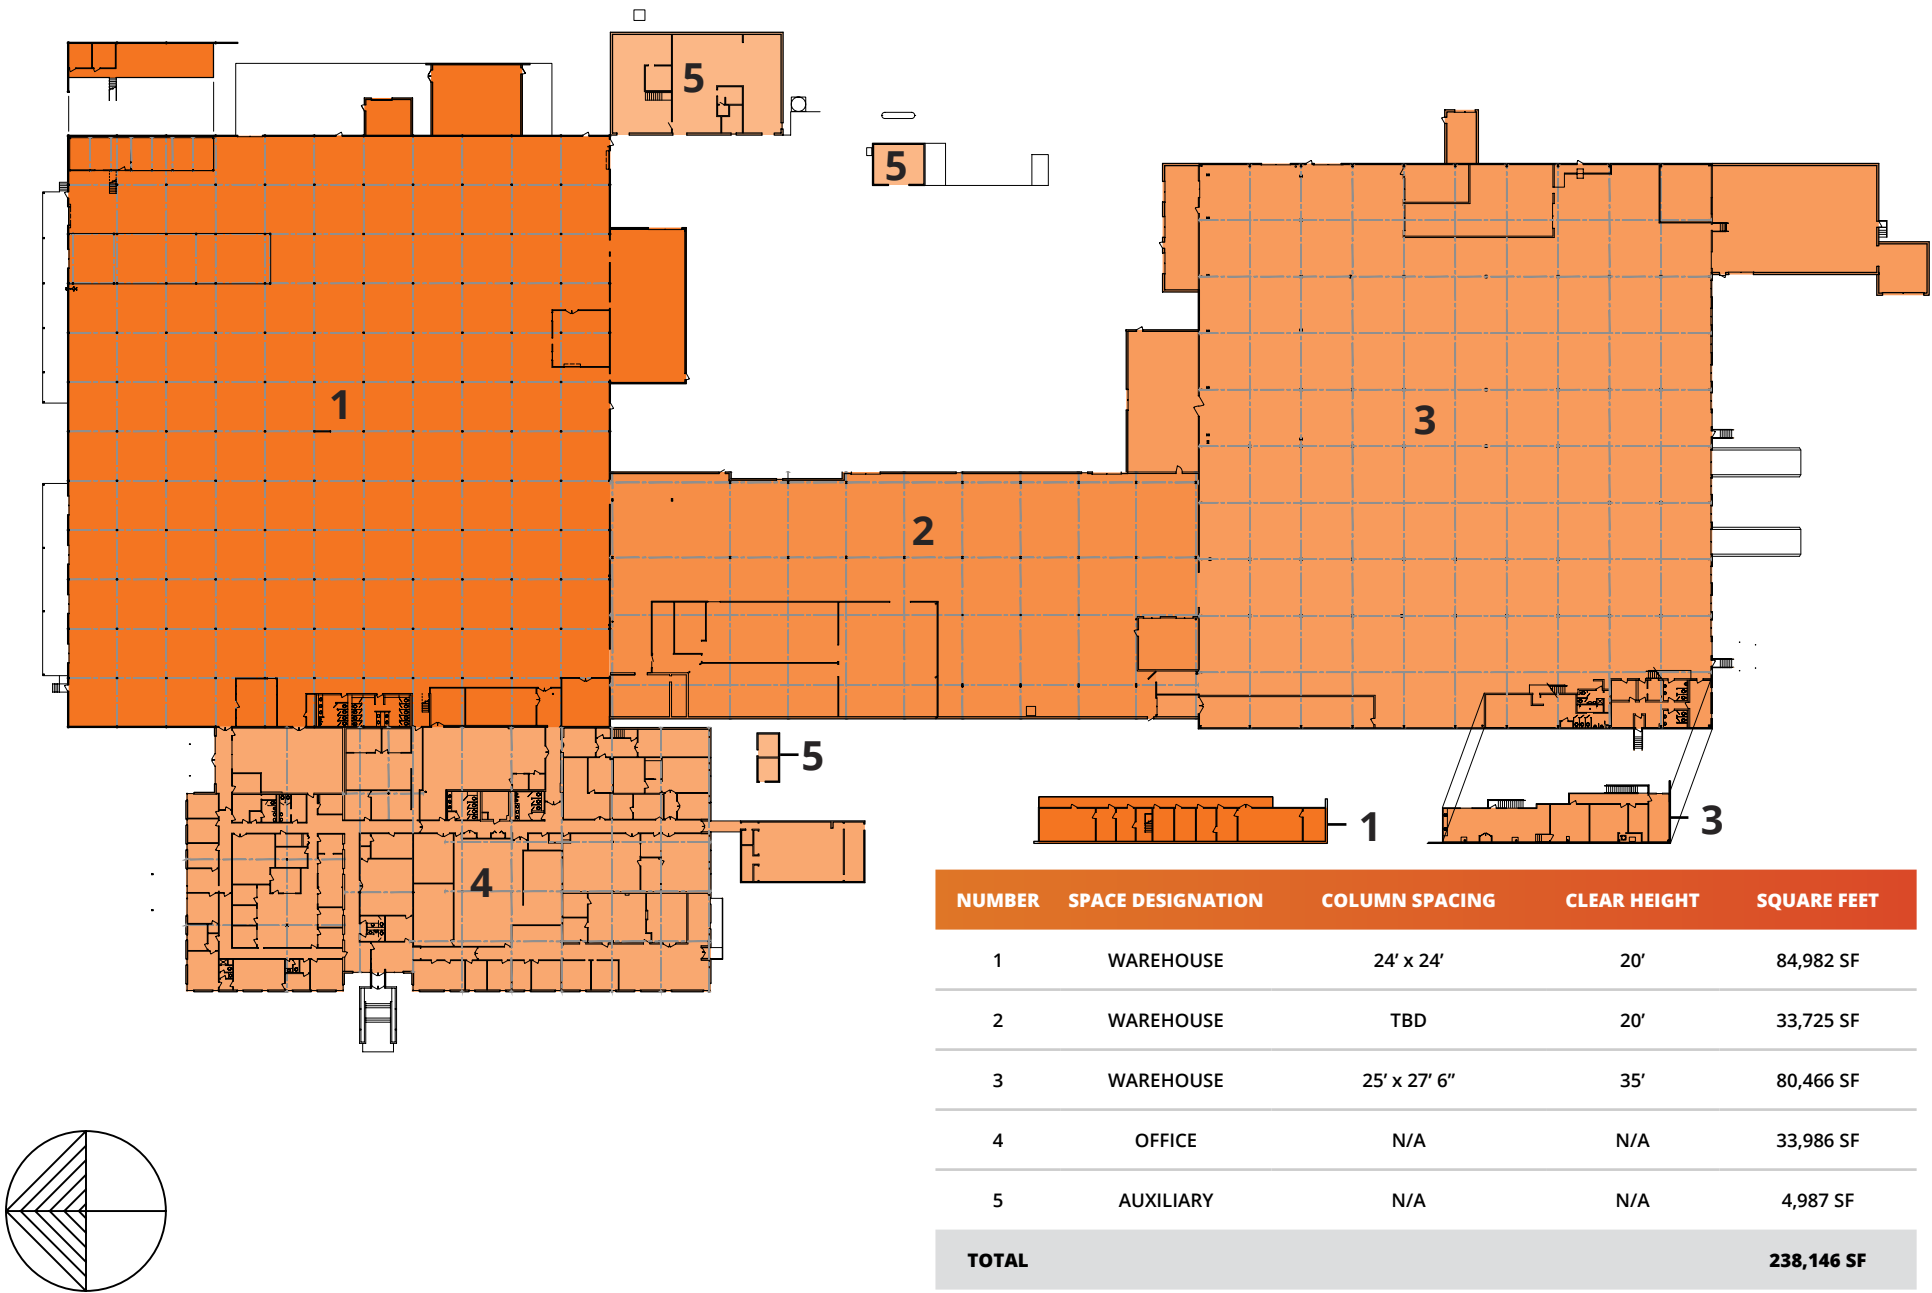 5
5
1
3
2
5
1
3
4
NUMBER SPACE DESIGNATION COLUMN SPACING CLEAR HEIGHT SQUARE FEET
1 WAREHOUSE 24’ x 24’ 20’ 84,982 SF
2 WAREHOUSE TBD 20’ 33,725 SF
3 WAREHOUSE 25’ x 27’ 6” 35’ 80,466 SF
4 OFFICE N/A N/A 33,986 SF
5 AUXILIARY N/A N/A 4,987 SF
TOTAL 238,146 SF